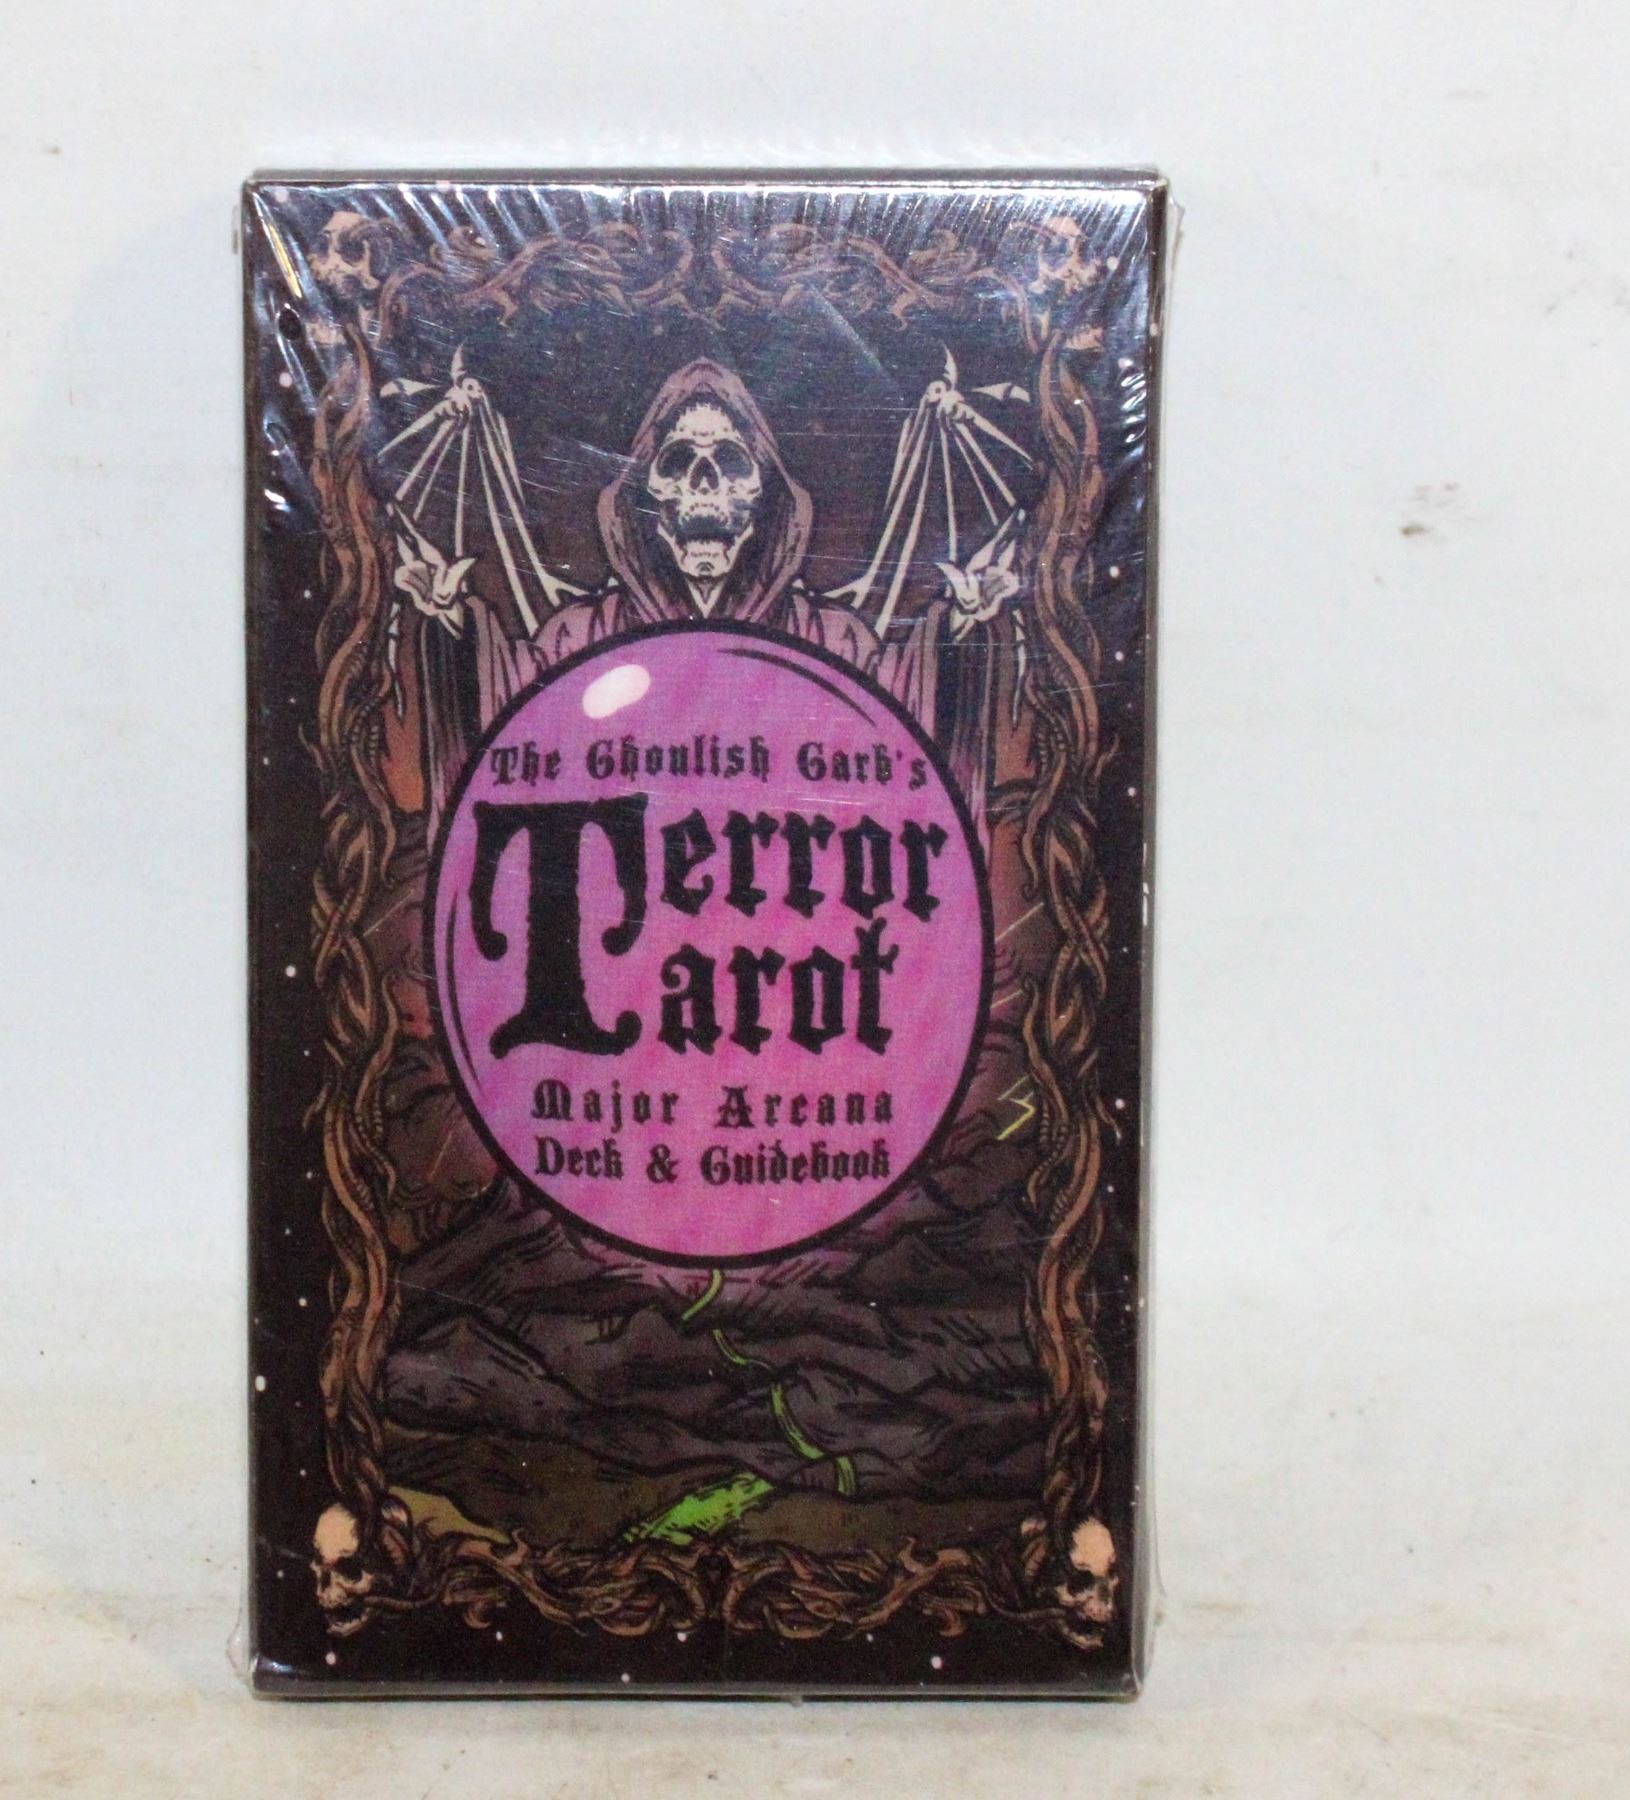 The Ghoulish Garb's
Terror
Tarot
Major Arcana
Deck & Guidebook